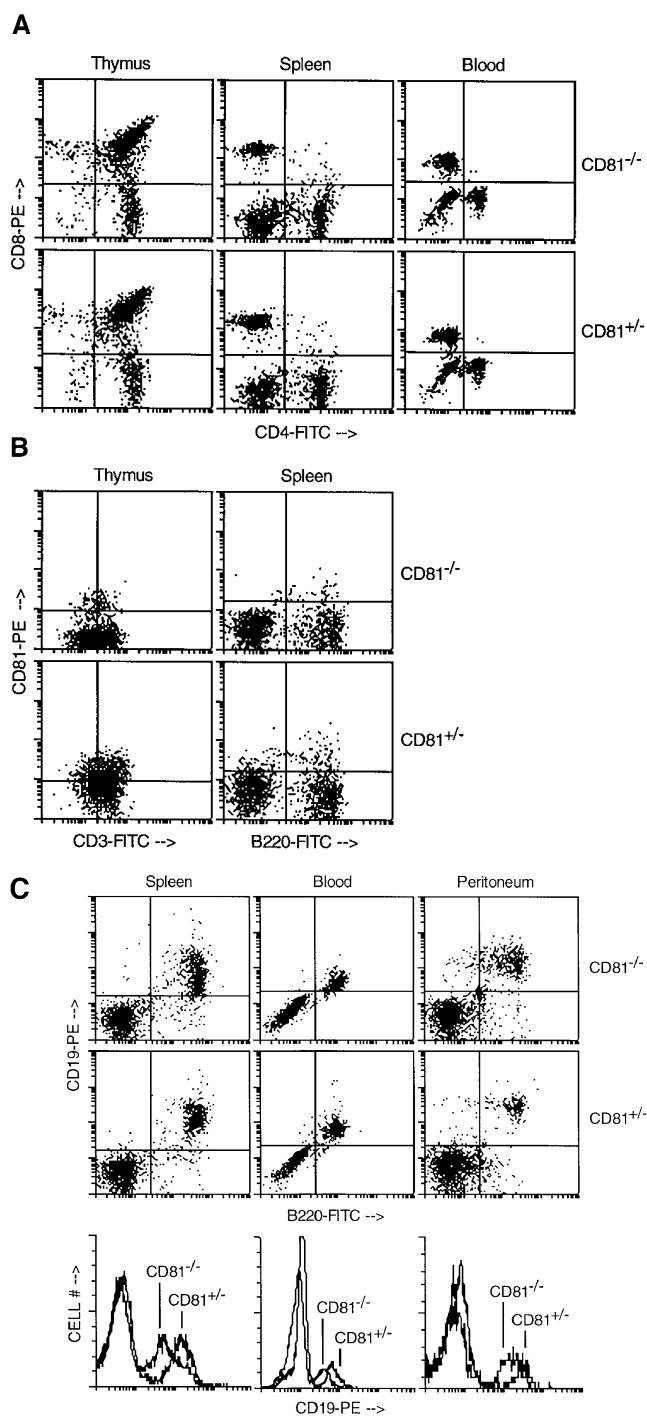 A
Thymus Spleen Blood
CD8-PE -->
CD81-/-
CD81+/-
CD4-FITC -->
B
Thymus Spleen
CD81-PE -->
CD81-/-
CD81+/-
CD3-FITC --> B220-FITC -->
C
Spleen Blood Peritoneum
CD19-PE -->
CD81-/-
CD81+/-
B220-FITC -->
CELL # -->
CD81-/- CD81+/-
CD81-/- CD81+/-
CD81-/- CD81+/-
CD19-PE -->